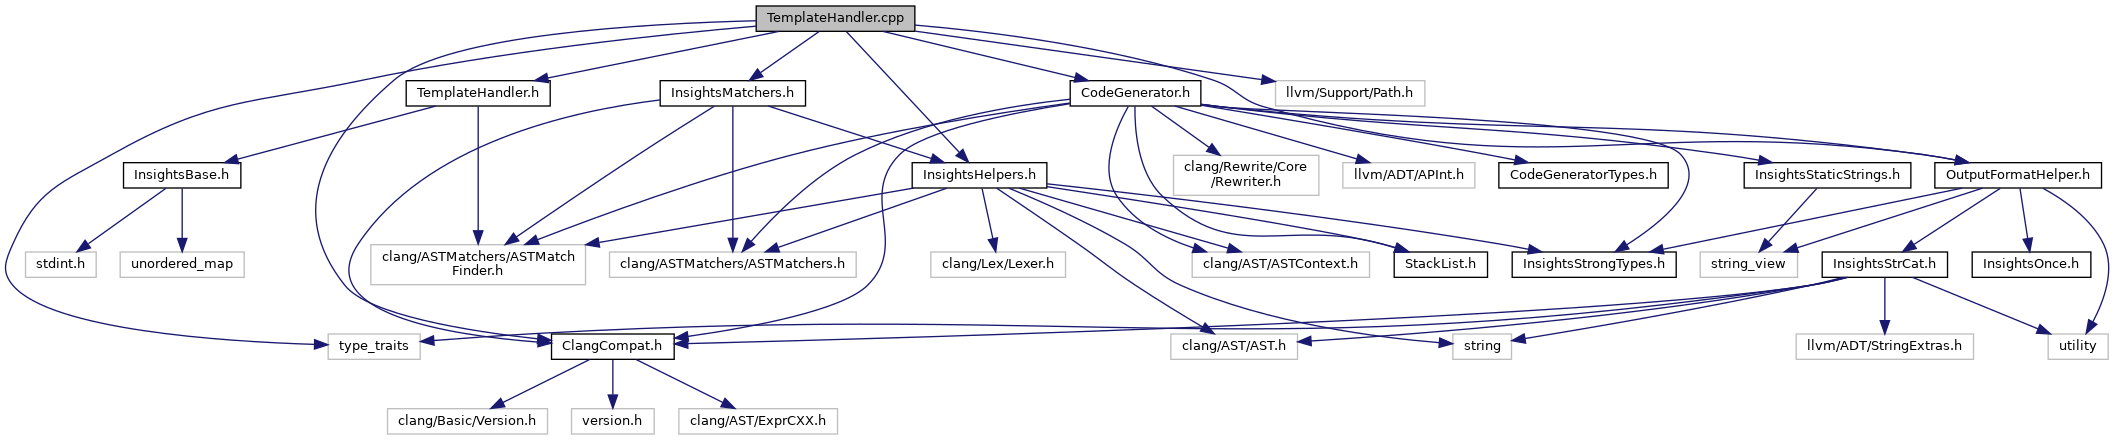 TemplateHandler.cpp
TemplateHandler.h
InsightsMatchers.h
CodeGenerator.h
llvm/Support/Path.h
InsightsBase.h
InsightsHelpers.h
clang/Rewrite/Core
/Rewriter.h
llvm/ADT/APInt.h
CodeGeneratorTypes.h
InsightsStaticStrings.h
OutputFormatHelper.h
stdint.h
unordered_map
clang/ASTMatchers/ASTMatch
Finder.h
clang/ASTMatchers/ASTMatchers.h
clang/Lex/Lexer.h
clang/AST/ASTContext.h
StackList.h
InsightsStrongTypes.h
string_view
InsightsStrCat.h
InsightsOnce.h
type_traits
ClangCompat.h
clang/AST/AST.h
string
llvm/ADT/StringExtras.h
utility
clang/Basic/Version.h
version.h
clang/AST/ExprCXX.h